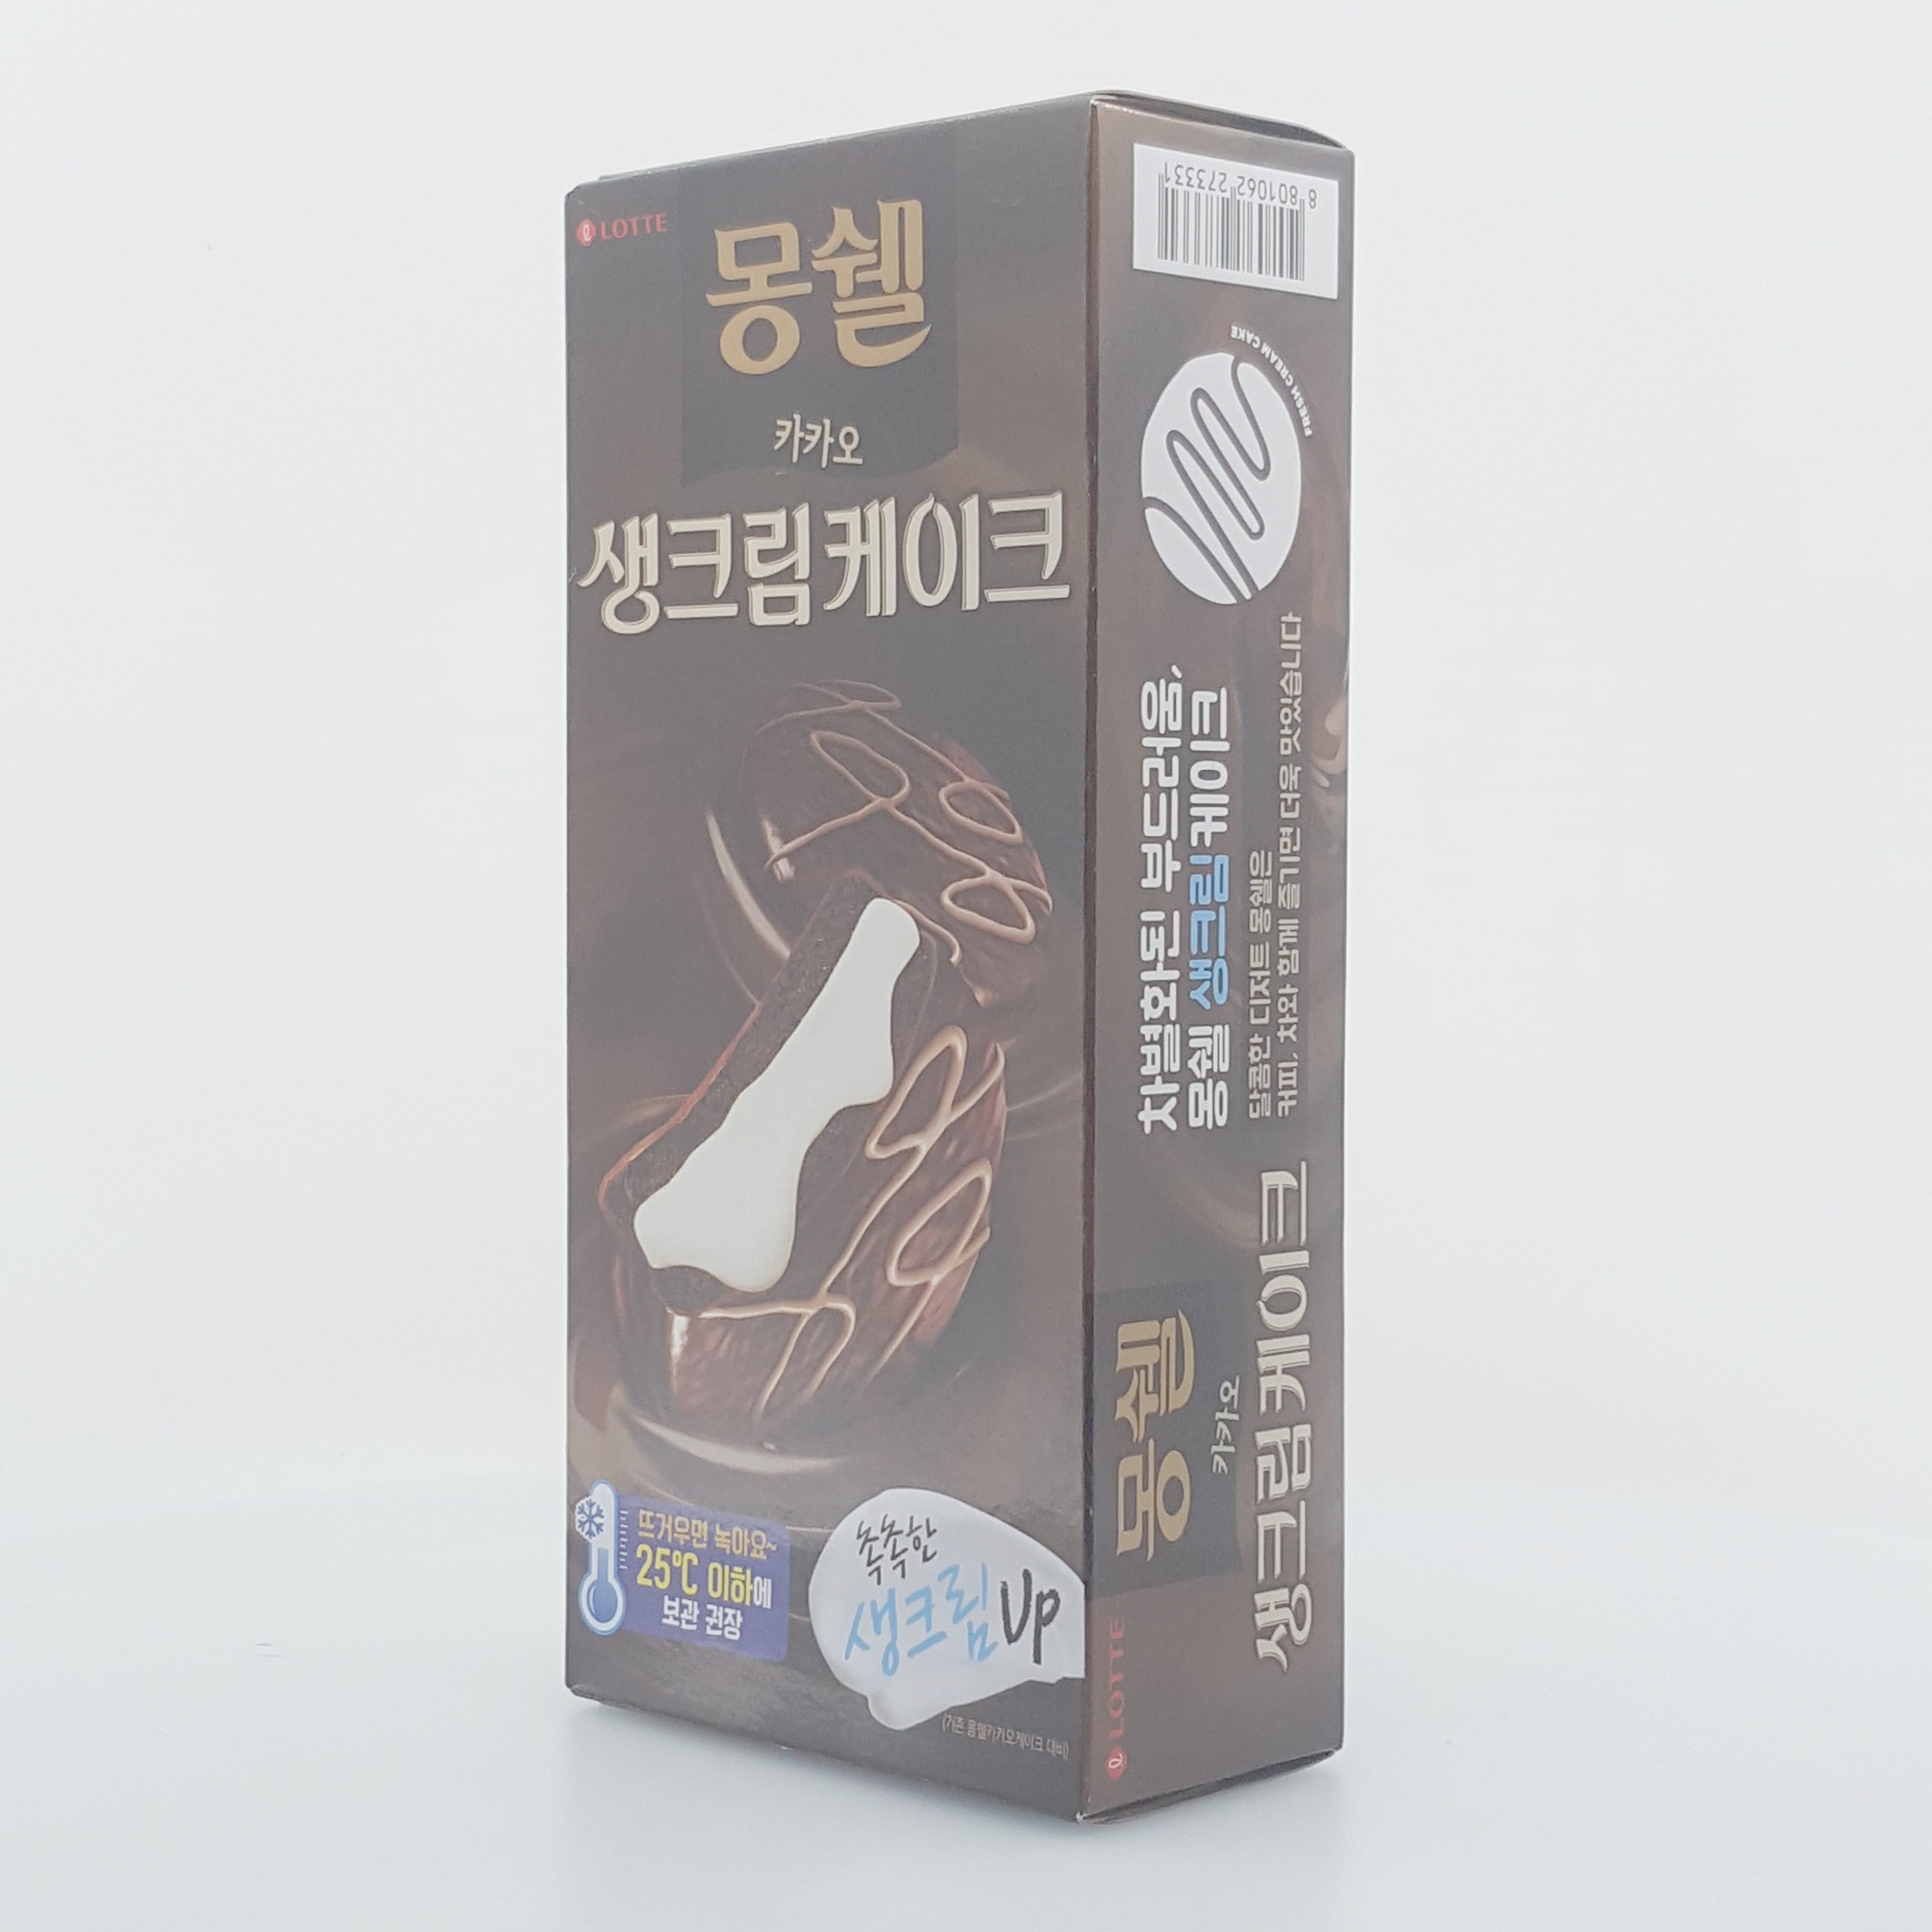 LOTTE
몽쉘
카카오
생크림케이크
뜨거우면 녹아요~
25℃ 이하에
보관 권장
촉촉한
생크림UP
(기존 몽쉘카카오케이크 대비)
8 801062 273331
FRESH CREAM CAKE
차별화된 부드러움,
몽쉘 생크림케이크
달콤한 디저트 몽쉘은
커피, 차와 함께 즐기면 더욱 맛있습니다
몽쉘
카카오
생크림케이크
LOTTE